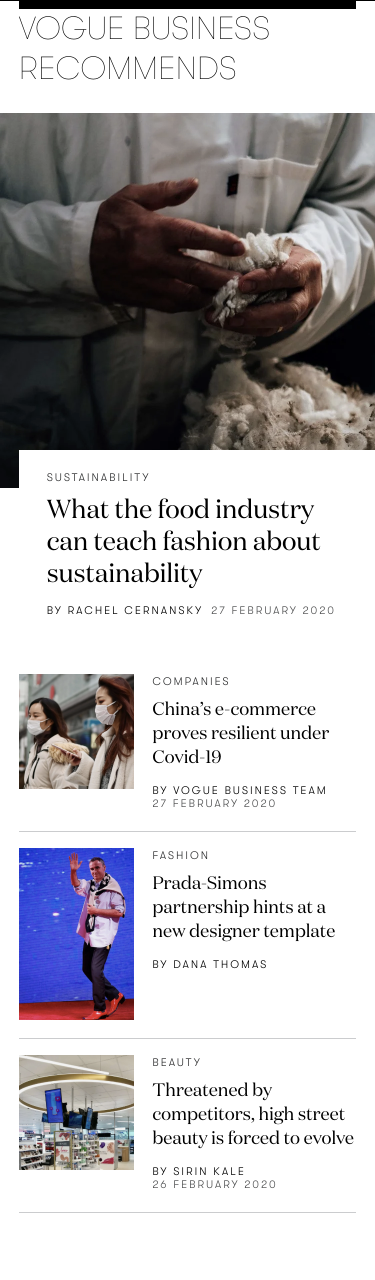 VOGUE BUSINESS
RECOMMENDS
SUSTAINABILITY
What the food industry
can teach fashion about
sustainability
BY RACHEL CERNANSKY 27 FEBRUARY 2020
COMPANIES
China's e-commerce
proves resilient under
Covid-19
BY VOGUE BUSINESS TEAM
27 FEBRUARY 2020
FASHION
Prada-Simons
partnership hints at a
new designer template
BY DANA THOMAS
BEAUTY
Threatened by
competitors, high street
beauty is forced to evolve
BY SIRIN KALE
26 FEBRUARY 2020